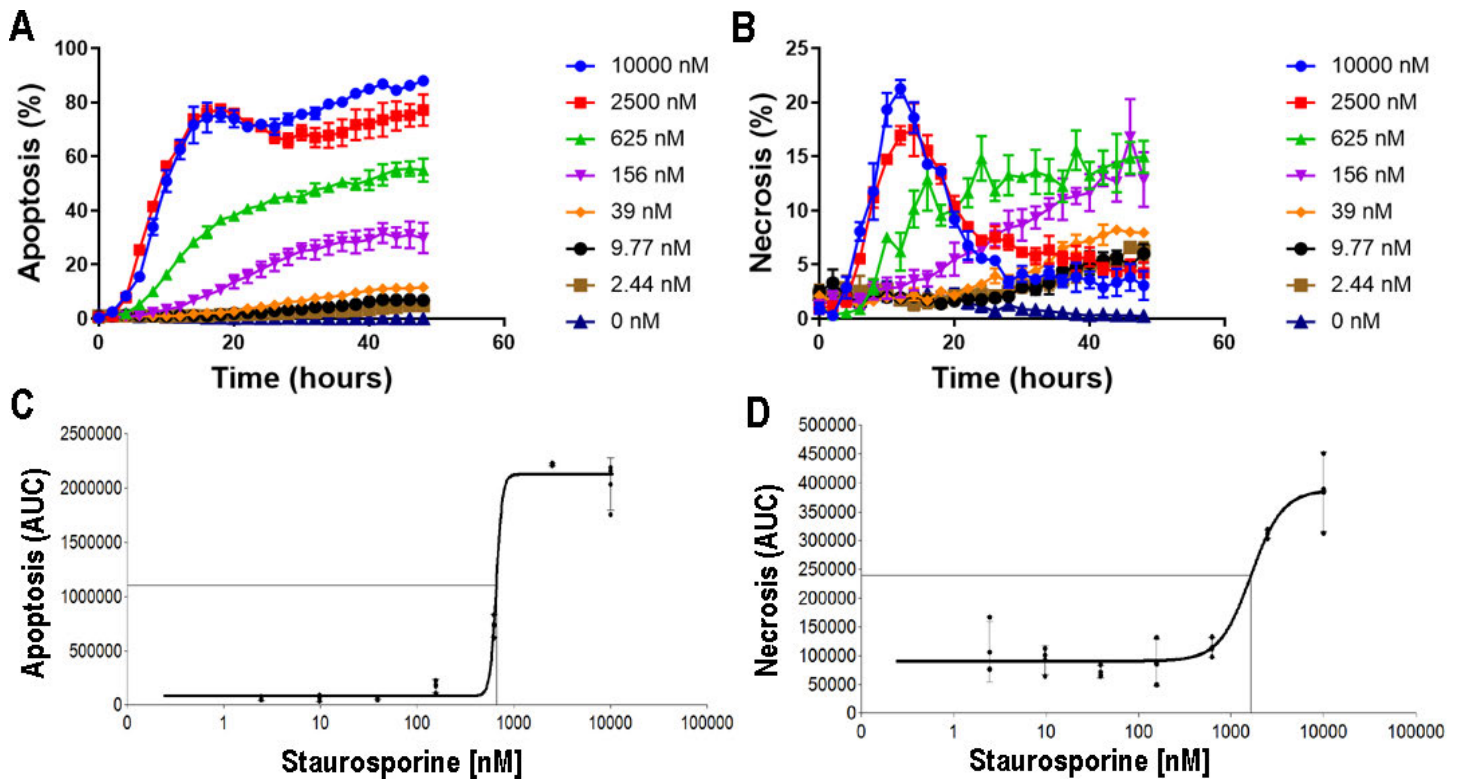 A
Apoptosis (%)
100
80
60
40
20
0
0 20 40 60
Time (hours)
10000 nM
2500 nM
625 nM
156 nM
39 nM
9.77 nM
2.44 nM
0 nM
B
Necrosis (%)
25
20
15
10
5
0
0 20 40 60
Time (hours)
10000 nM
2500 nM
625 nM
156 nM
39 nM
9.77 nM
2.44 nM
0 nM
C
Apoptosis (AUC)
2500000
2000000
1500000
1000000
500000
0
0 1 10 100 1000 10000 100000
Staurosporine [nM]
D
Necrosis (AUC)
500000
450000
400000
350000
300000
250000
200000
150000
100000
50000
0
0 1 10 100 1000 10000 100000
Staurosporine [nM]